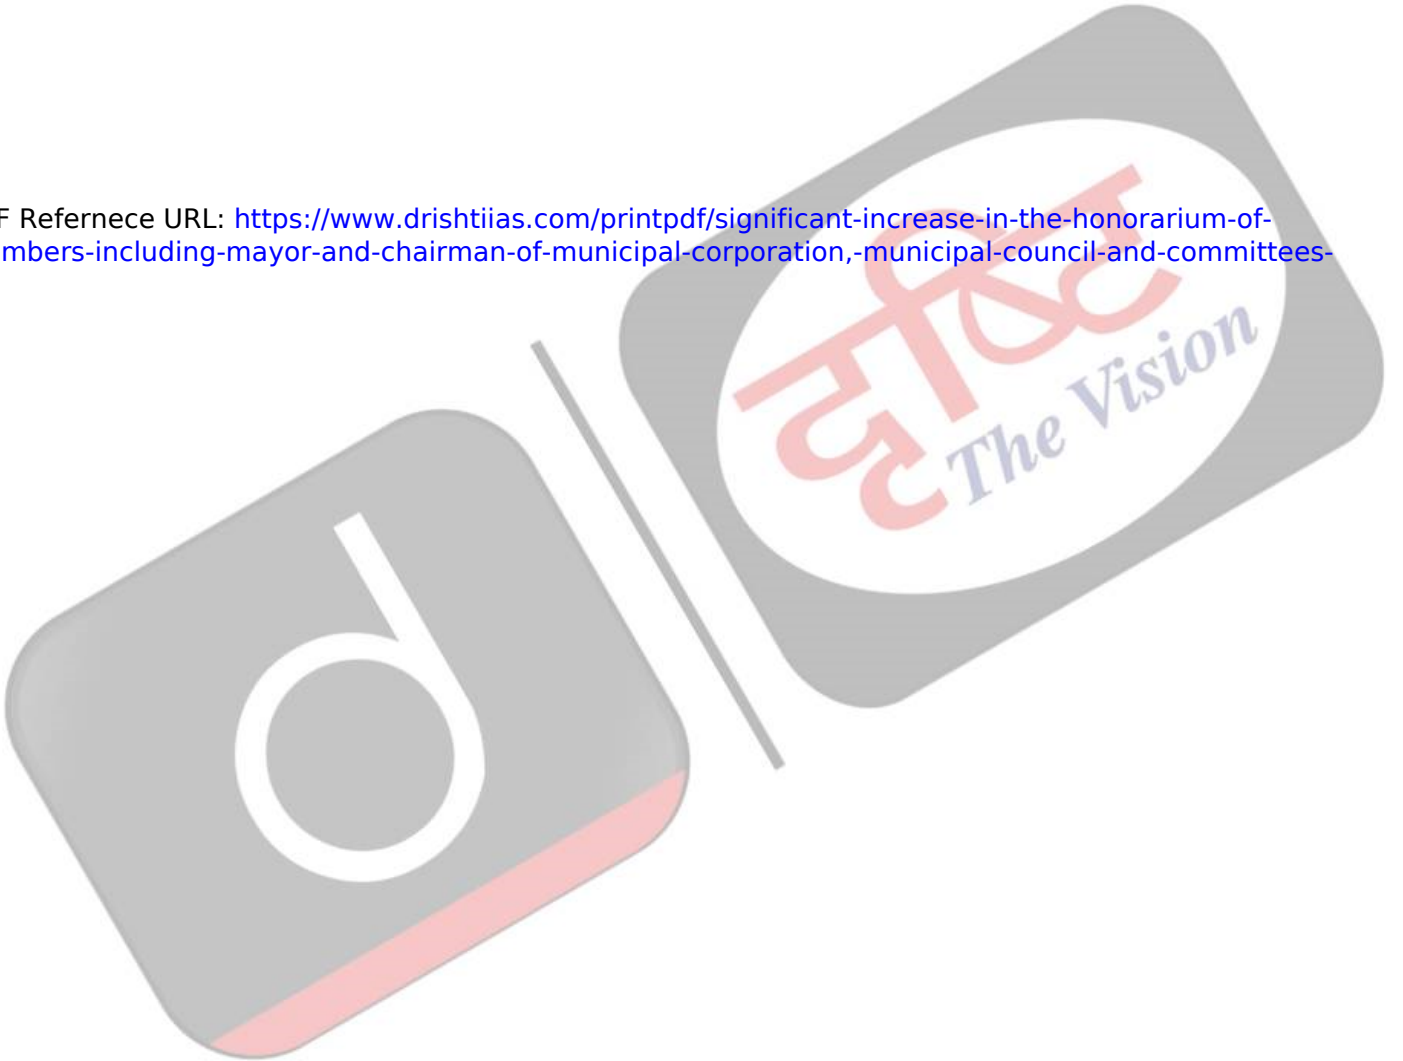 F Refernece URL: https://www.drishtiias.com/printpdf/significant-increase-in-the-honorarium-of-
mbers-including-mayor-and-chairman-of-municipal-corporation,-municipal-council-and-committees-
दृष्टि
The Vision
d